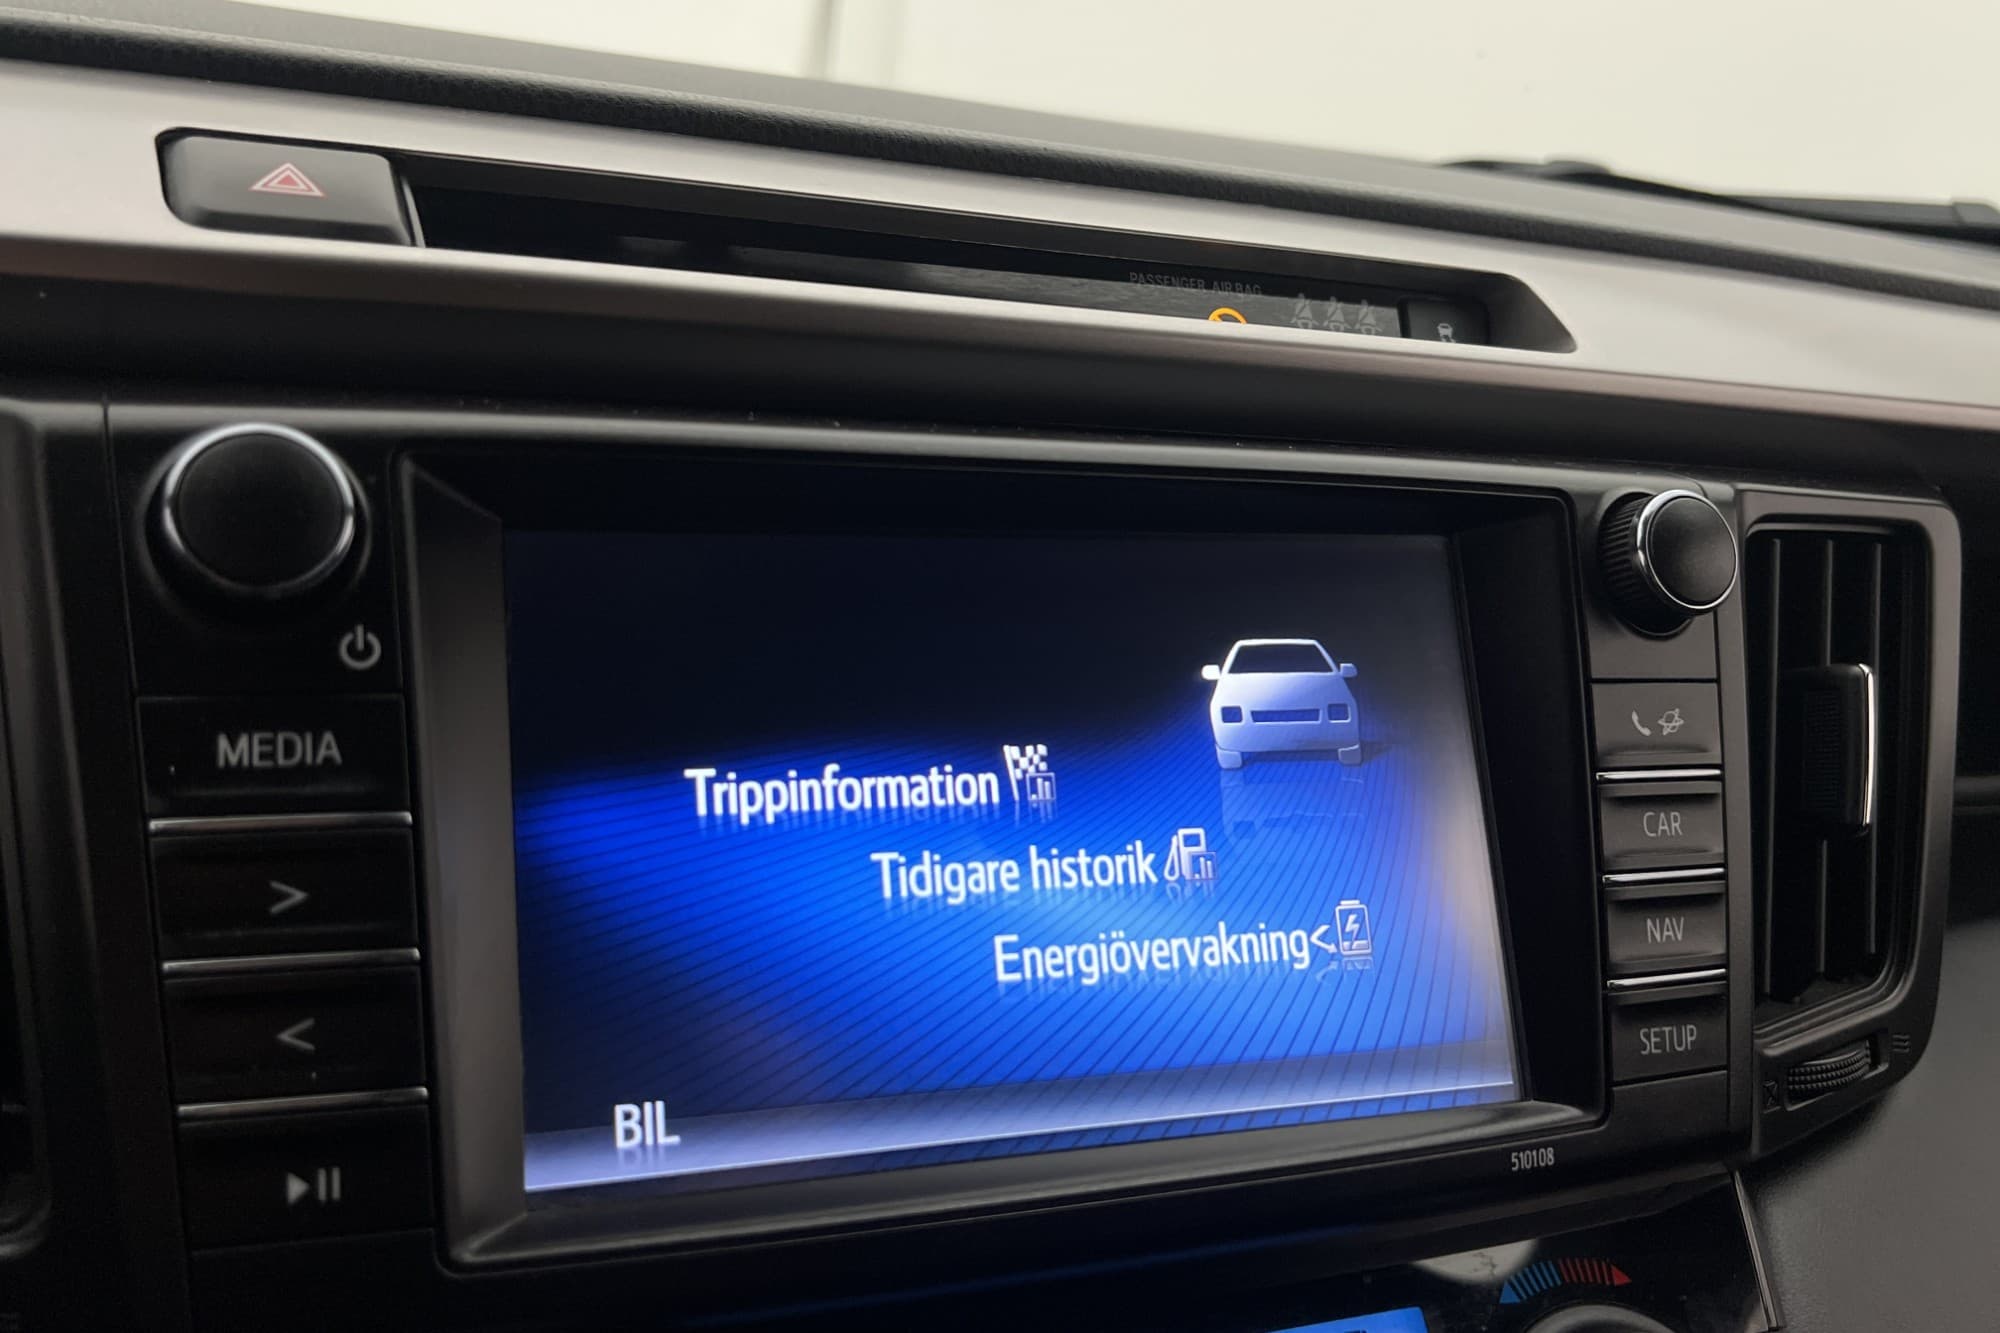 PASSENGER AIR BAG
MEDIA
>
<
Trippinformation
Tidigare historik
Energiövervakning
BIL
CAR
NAV
SETUP
510108